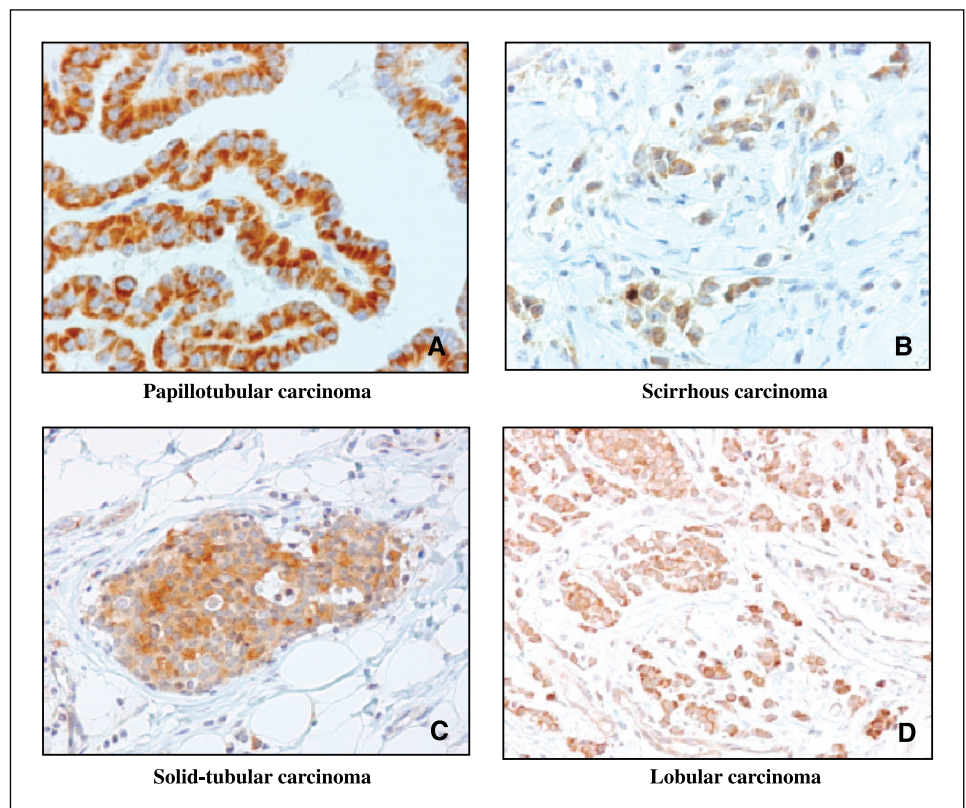 A
Papillotubular carcinoma
B
Scirrhous carcinoma
C
Solid-tubular carcinoma
D
Lobular carcinoma